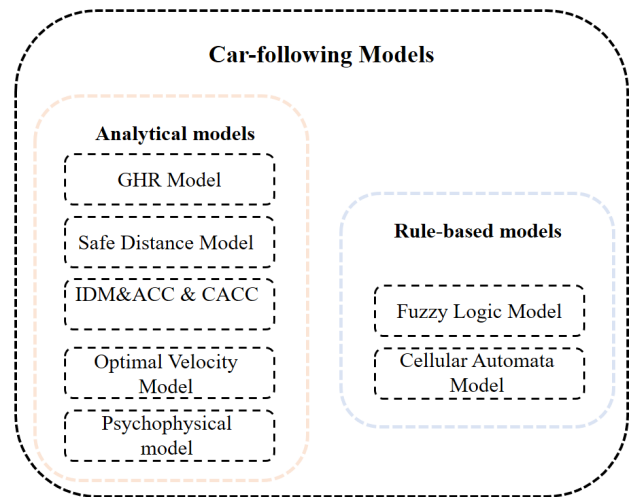 Car-following Models
Analytical models
GHR Model
Safe Distance Model
IDM&ACC & CACC
Optimal Velocity
Model
Psychophysical
model
Rule-based models
Fuzzy Logic Model
Cellular Automata
Model